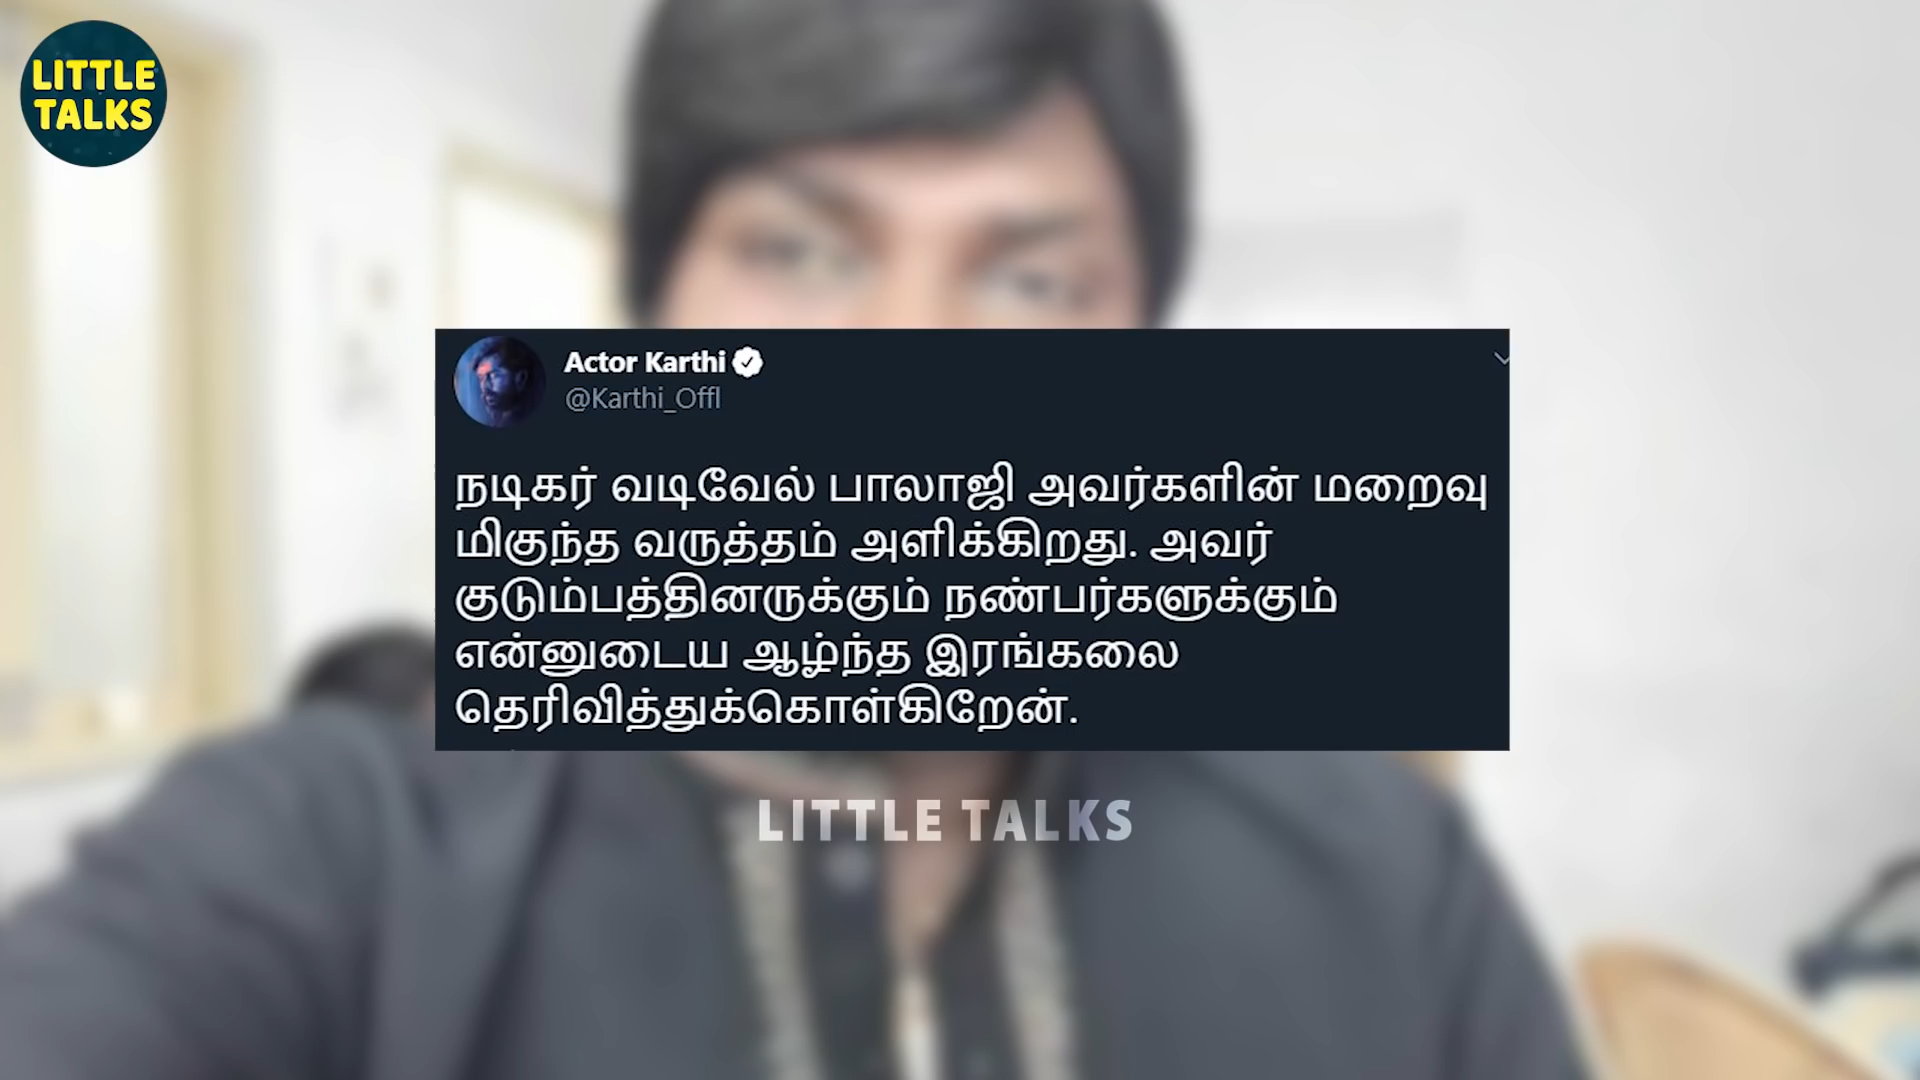 LITTLE
TALKS
Actor Karthi
@Karthi_Offl
நடிகர் வடிவேல் பாலாஜி அவர்களின் மறைவு
மிகுந்த வருத்தம் அளிக்கிறது. அவர்
குடும்பத்தினருக்கும் நண்பர்களுக்கும்
என்னுடைய ஆழ்ந்த இரங்கலை
தெரிவித்துக்கொள்கிறேன்.
LITTLE TALKS